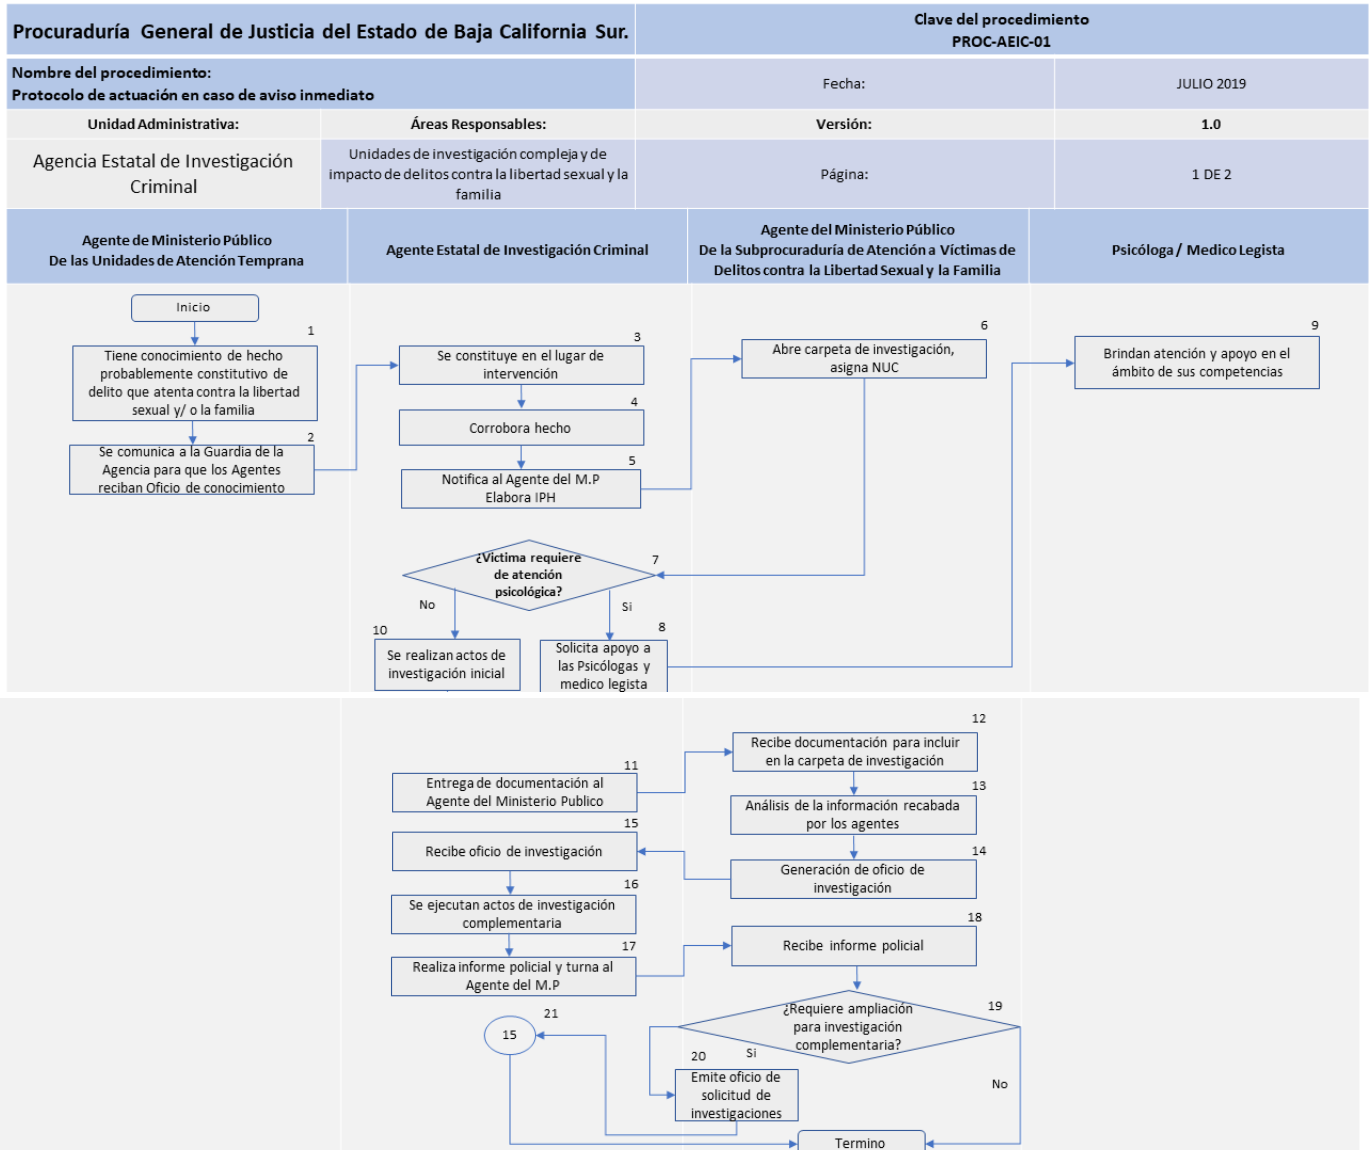 Procuraduría General de Justicia del Estado de Baja California Sur.
Clave del procedimiento
PROC-AEIC-01
Nombre del procedimiento:
Protocolo de actuación en caso de aviso inmediato
Fecha:
JULIO 2019
Unidad Administrativa:
Áreas Responsables:
Versión:
1.0
Agencia Estatal de Investigación
Criminal
Unidades de investigación compleja y de
impacto de delitos contra la libertad sexual y la
familia
Página:
1 DE 2
Agente de Ministerio Público
De las Unidades de Atención Temprana
Agente Estatal de Investigación Criminal
Agente del Ministerio Público
De la Subprocuraduría de Atención a Víctimas de
Delitos contra la Libertad Sexual y la Familia
Psicóloga / Medico Legista
Inicio
1
Tiene conocimiento de hecho
probablemente constitutivo de
delito que atenta contra la libertad
sexual y/ o la familia
2
Se comunica a la Guardia de la
Agencia para que los Agentes
reciban Oficio de conocimiento
3
Se constituye en el lugar de
intervención
4
Corrobora hecho
5
Notifica al Agente del M.P
Elabora IPH
6
Abre carpeta de investigación,
asigna NUC
7
¿Victima requiere
de atención
psicológica?
No
Si
8
Solicita apoyo a
las Psicólogas y
medico legista
9
Brindan atención y apoyo en el
ámbito de sus competencias
10
Se realizan actos de
investigación inicial
11
Entrega de documentación al
Agente del Ministerio Publico
12
Recibe documentación para incluir
en la carpeta de investigación
13
Análisis de la información recabada
por los agentes
14
Generación de oficio de
investigación
15
Recibe oficio de investigación
16
Se ejecutan actos de investigación
complementaria
17
Realiza informe policial y turna al
Agente del M.P
18
Recibe informe policial
19
¿Requiere ampliación
para investigación
complementaria?
Si
No
20
Emite oficio de
solicitud de
investigaciones
21
15
Termino